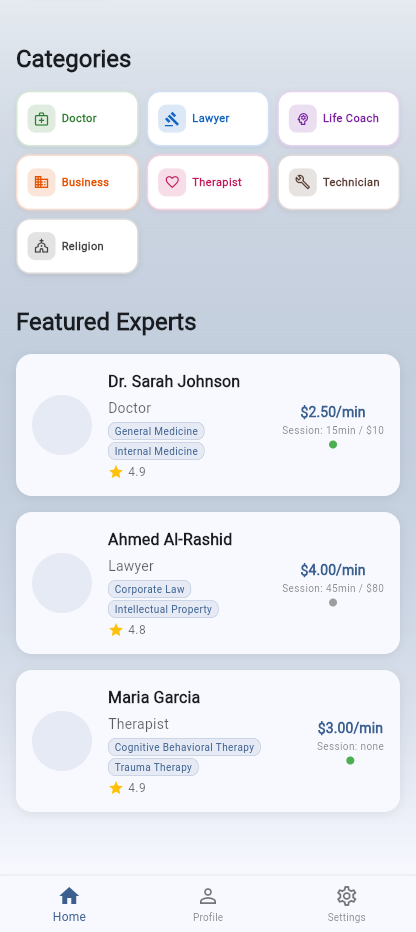 Categories
Doctor
Lawyer
Life Coach
Business
Therapist
Technician
Religion
Featured Experts
Dr. Sarah Johnson
Doctor
General Medicine
Internal Medicine
4.9
$2.50/min
Session: 15min / $10
Ahmed Al-Rashid
Lawyer
Corporate Law
Intellectual Property
4.8
$4.00/min
Session: 45min / $80
Maria Garcia
Therapist
Cognitive Behavioral Therapy
Trauma Therapy
4.9
$3.00/min
Session: none
Home
Profile
Settings